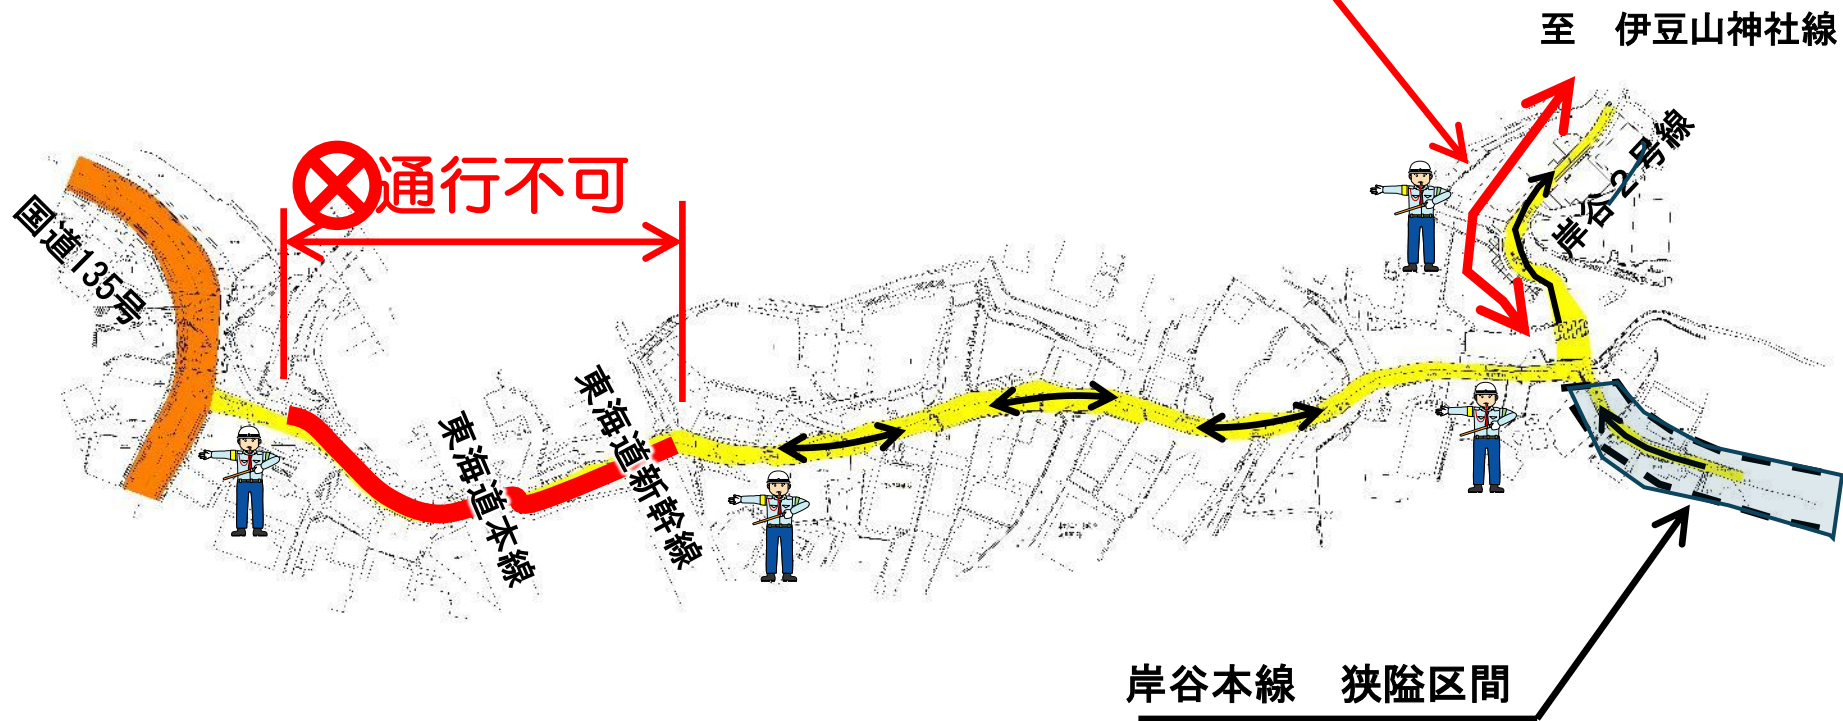 至　伊豆山神社線
通行不可
国道135号
岸谷2号線
東海道本線
東海道新幹線
岸谷本線　狭隘区間